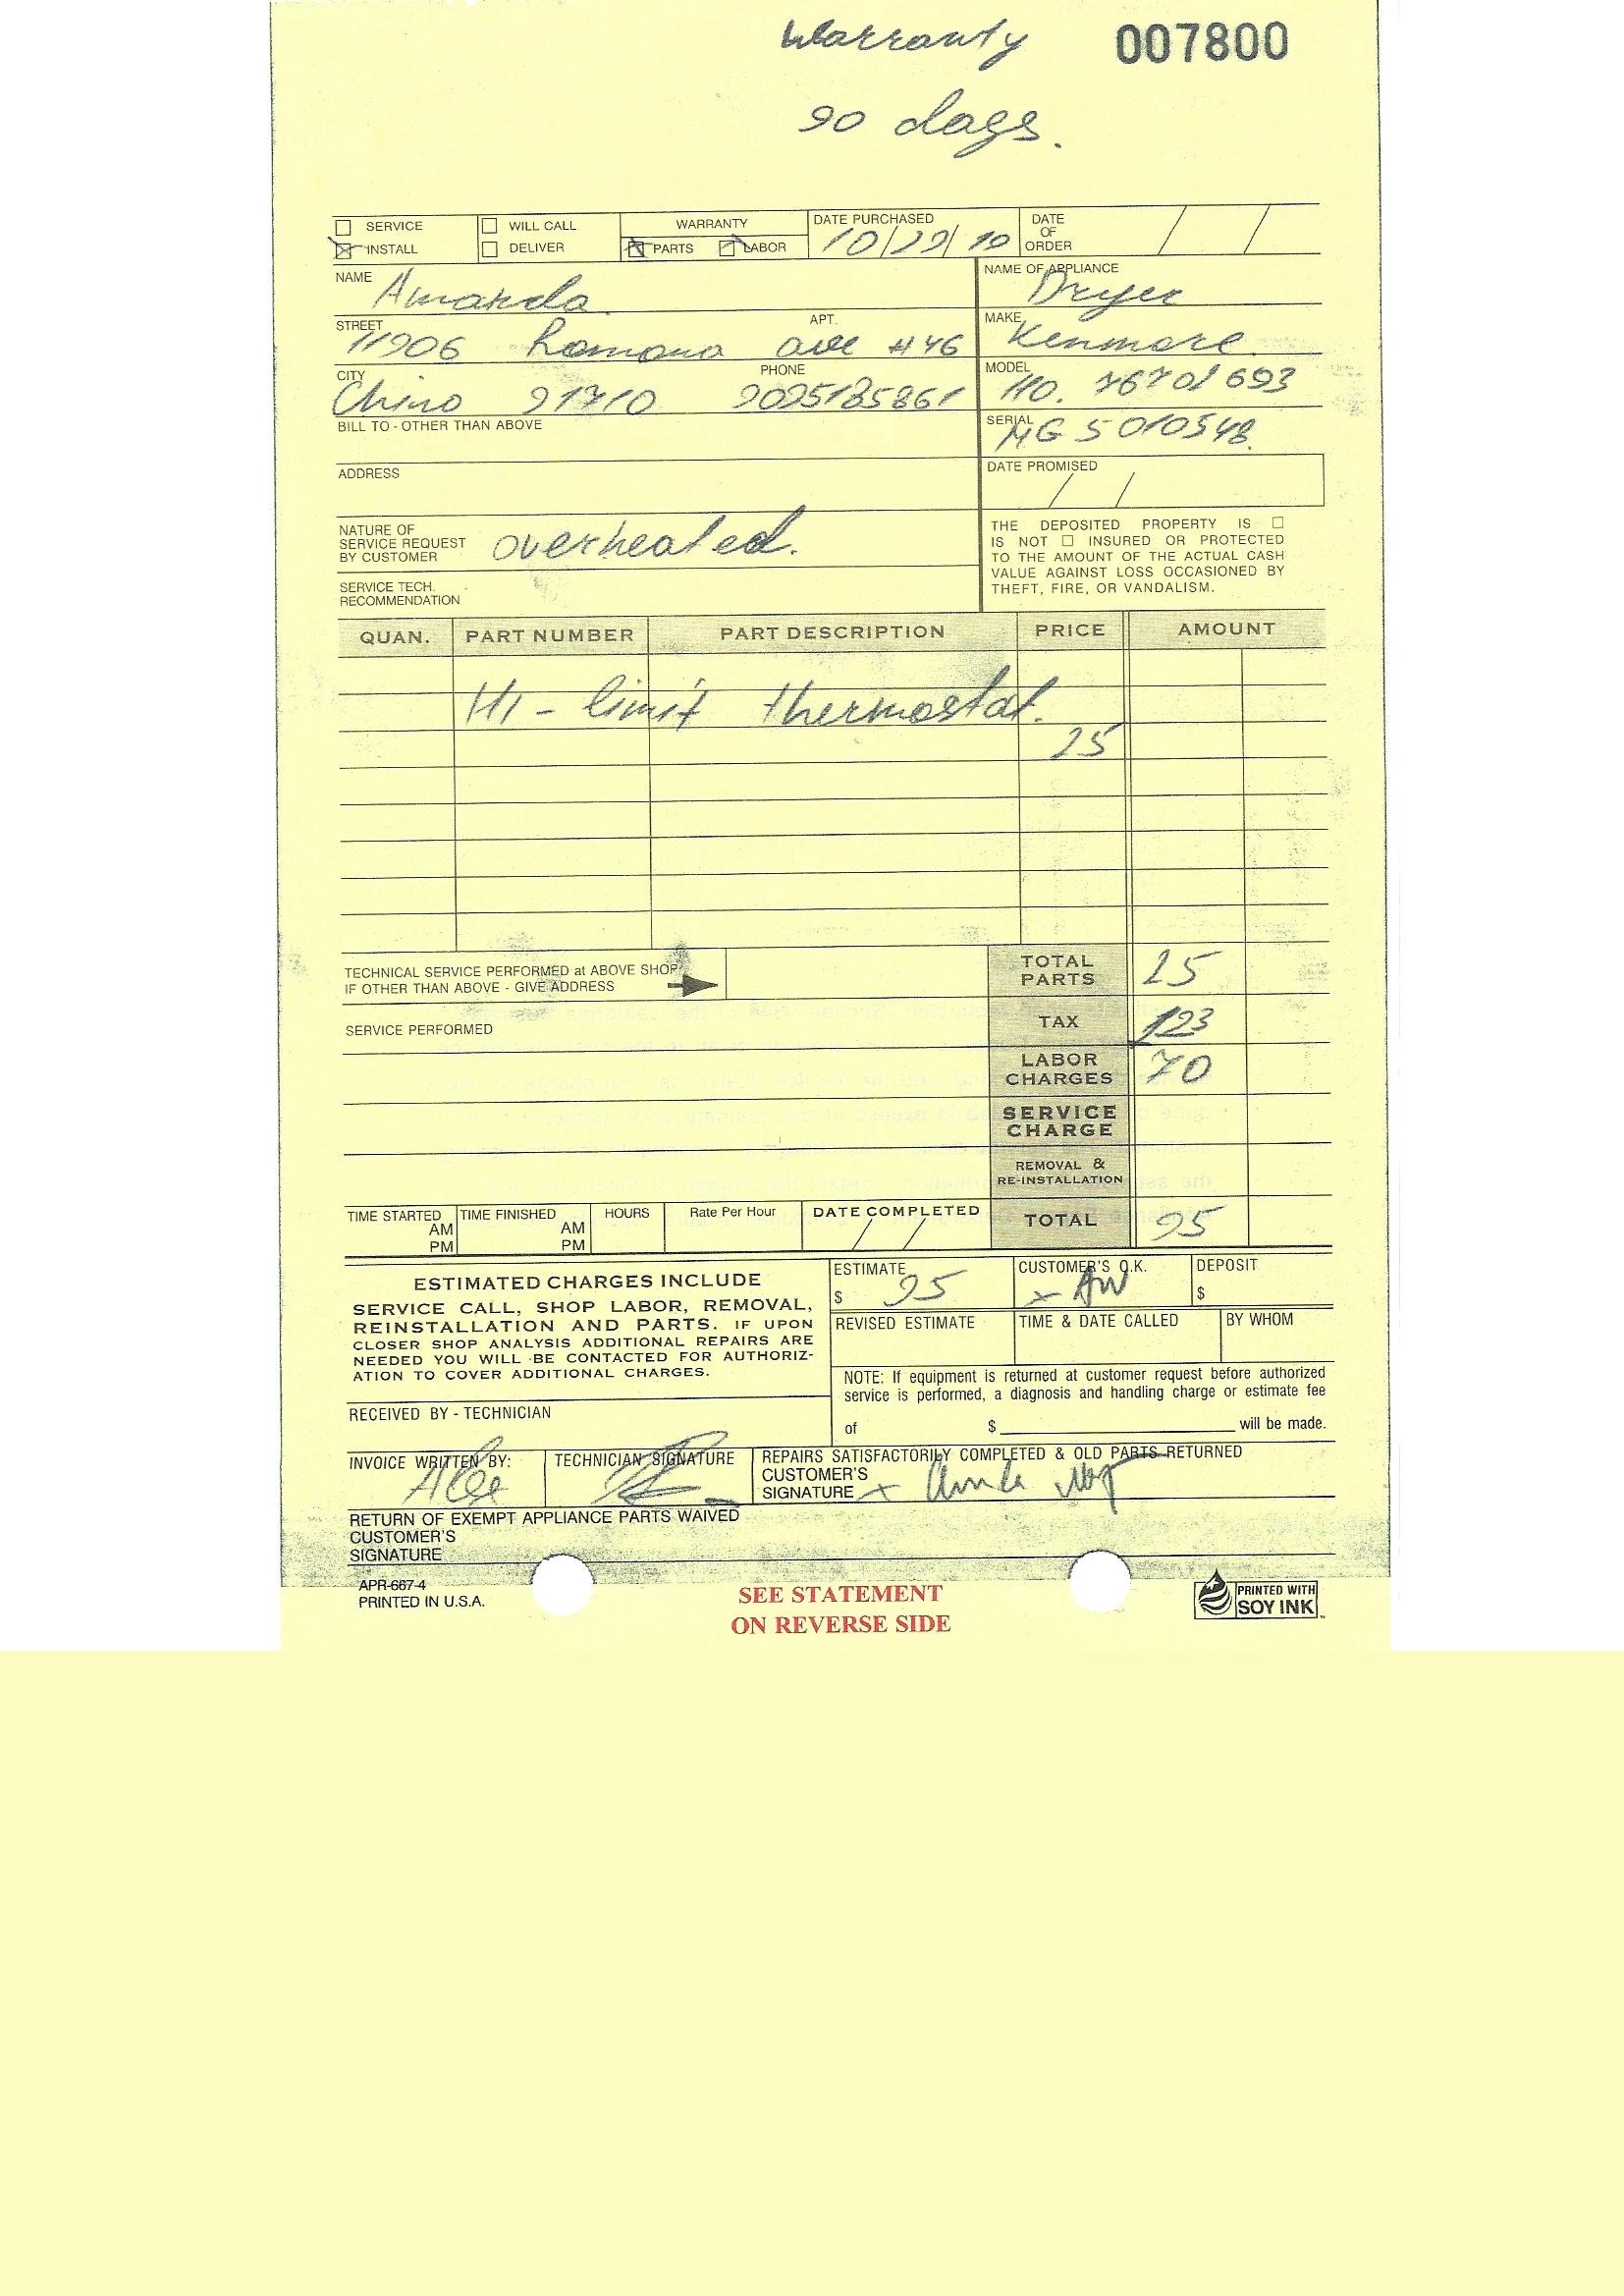 Warranty 007800
90 days.
SERVICE WILL CALL WARRANTY DATE PURCHASED DATE OF ORDER
INSTALL DELIVER PARTS LABOR 10/29/10 / /
NAME Amanda NAME OF APPLIANCE Dryer
STREET 11906 Ramona ave APT. #46 MAKE Kenmore
CITY Chino 91710 PHONE 9095185861 MODEL 110. 76701693
BILL TO - OTHER THAN ABOVE SERIAL MG 5010548
ADDRESS DATE PROMISED / /
NATURE OF
SERVICE REQUEST overheated.
BY CUSTOMER
SERVICE TECH.
RECOMMENDATION
THE DEPOSITED PROPERTY IS
IS NOT INSURED OR PROTECTED
TO THE AMOUNT OF THE ACTUAL CASH
VALUE AGAINST LOSS OCCASIONED BY
THEFT, FIRE, OR VANDALISM.
QUAN. PART NUMBER PART DESCRIPTION PRICE AMOUNT
HI - limit thermostat.
25
TECHNICAL SERVICE PERFORMED at ABOVE SHOP
IF OTHER THAN ABOVE - GIVE ADDRESS
TOTAL PARTS 25
SERVICE PERFORMED TAX
LABOR CHARGES 70
SERVICE CHARGE
REMOVAL & RE-INSTALLATION
TIME STARTED AM PM TIME FINISHED AM PM HOURS Rate Per Hour DATE COMPLETED / / TOTAL 95
ESTIMATED CHARGES INCLUDE
SERVICE CALL, SHOP LABOR, REMOVAL,
REINSTALLATION AND PARTS. IF UPON
CLOSER SHOP ANALYSIS ADDITIONAL REPAIRS ARE
NEEDED YOU WILL BE CONTACTED FOR AUTHORIZ-
ATION TO COVER ADDITIONAL CHARGES.
ESTIMATE $ 95 CUSTOMER'S O.K. x AW DEPOSIT $
REVISED ESTIMATE TIME & DATE CALLED BY WHOM
NOTE: If equipment is returned at customer request before authorized
service is performed, a diagnosis and handling charge or estimate fee
of $ will be made.
RECEIVED BY - TECHNICIAN
INVOICE WRITTEN BY: TECHNICIAN SIGNATURE REPAIRS SATISFACTORILY COMPLETED & OLD PARTS RETURNED
CUSTOMER'S
SIGNATURE x
RETURN OF EXEMPT APPLIANCE PARTS WAIVED
CUSTOMER'S
SIGNATURE
APR-667-4
PRINTED IN U.S.A.
SEE STATEMENT
ON REVERSE SIDE
PRINTED WITH
SOY INK